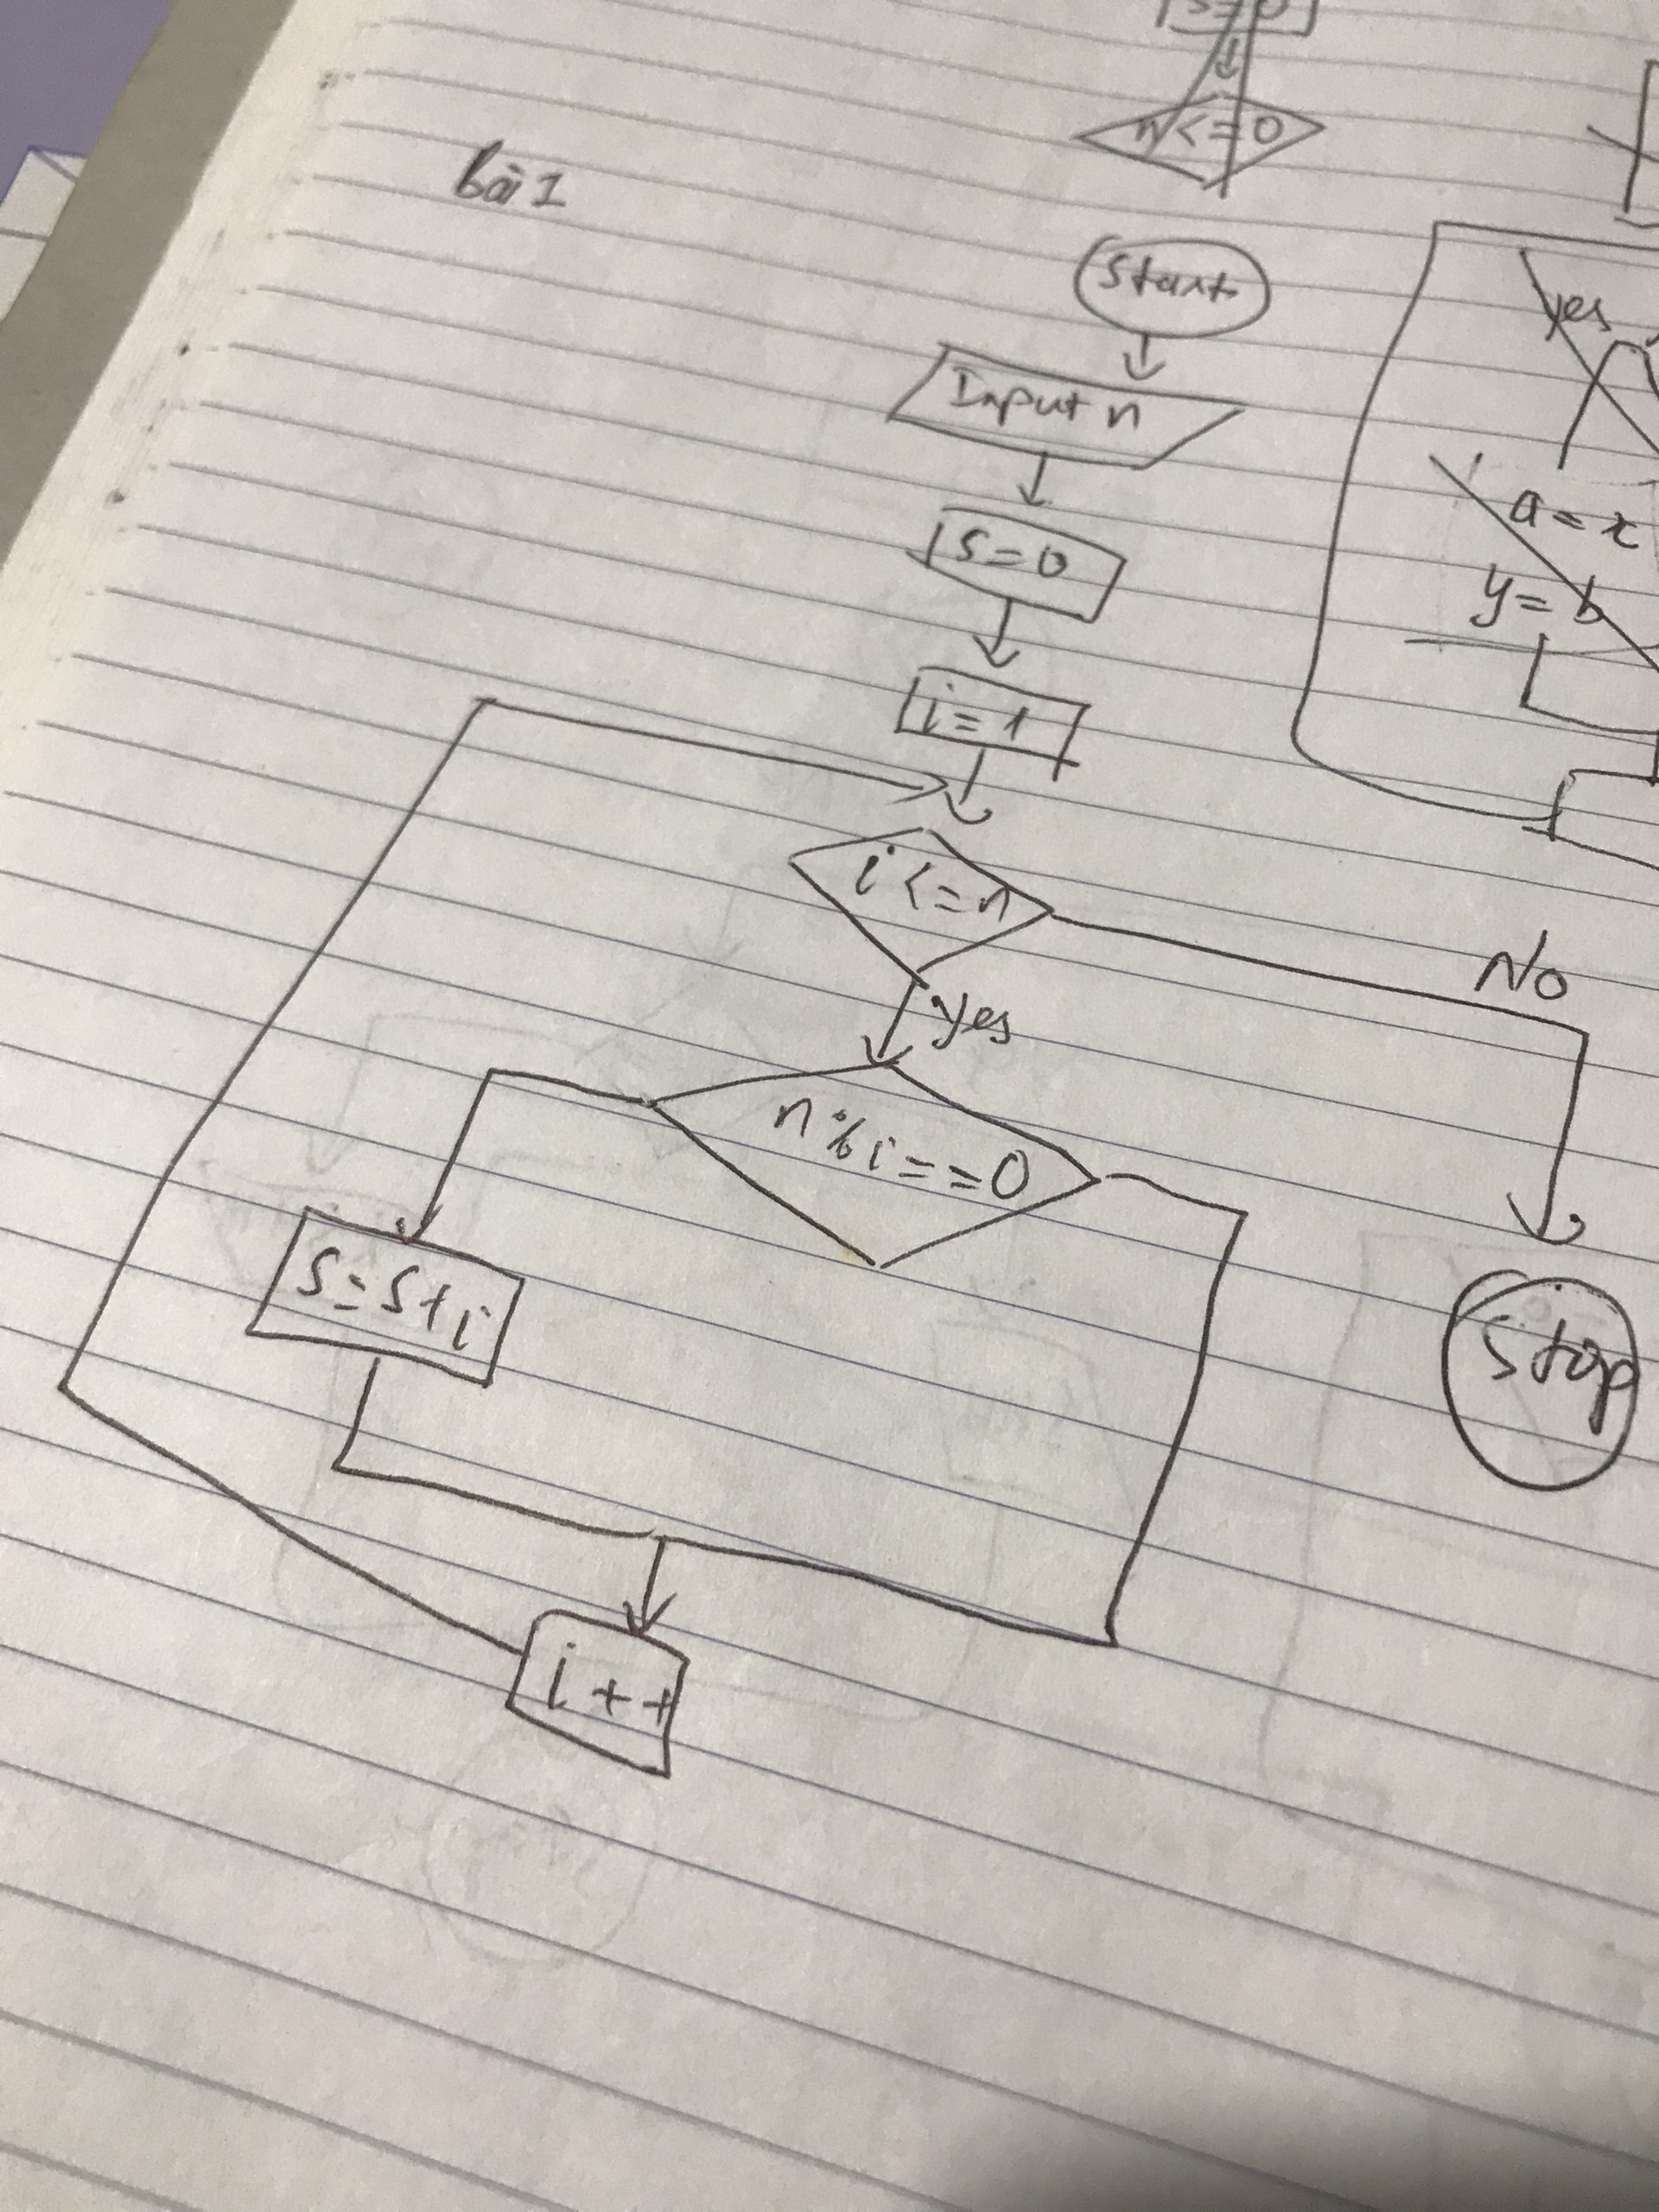 s=0
n<=0
bài 1
Start
Input n
yes
s=0
a=x
y=b
i=1
i<=n
No
yes
n%i==0
s=s+i
Stop
i++